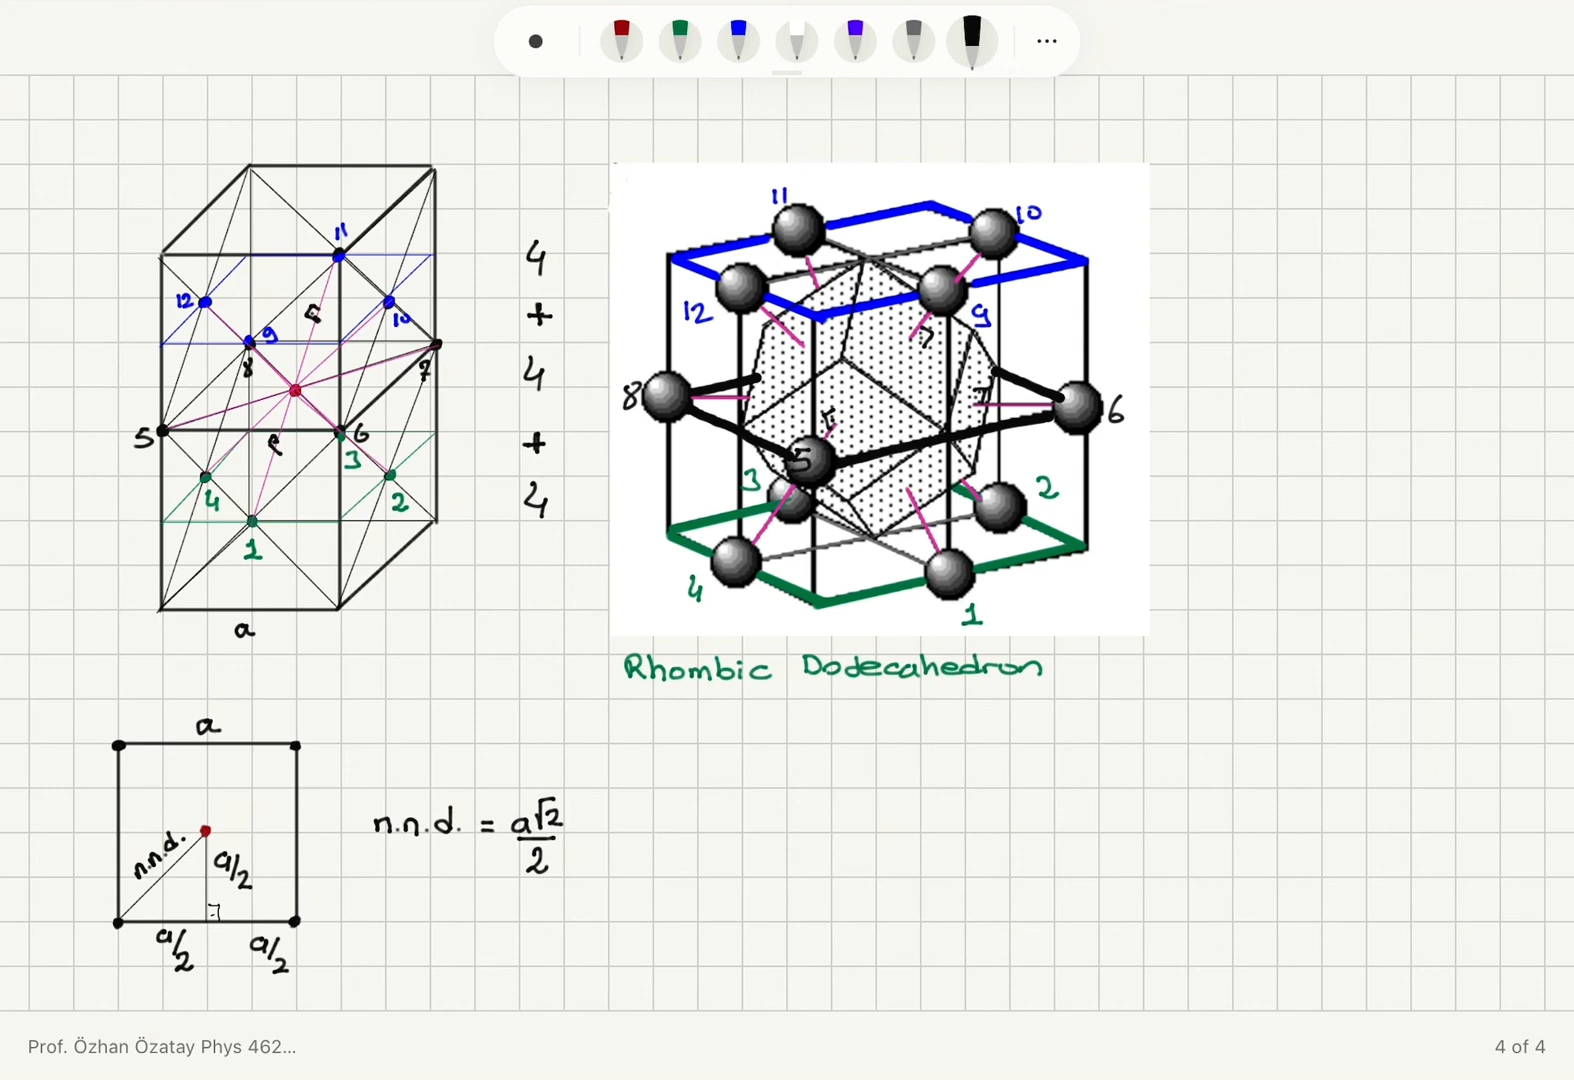 11
12
10
9
8
7
5
6
3
4
2
1
a
4
+
4
+
4
11
10
12
9
8
6
5
3
2
4
1
Rhombic Dodecahedron
a
n.n.d.
a/2
a/2
a/2
n.n.d. = a√2/2
Prof. Özhan Özatay Phys 462...
4 of 4